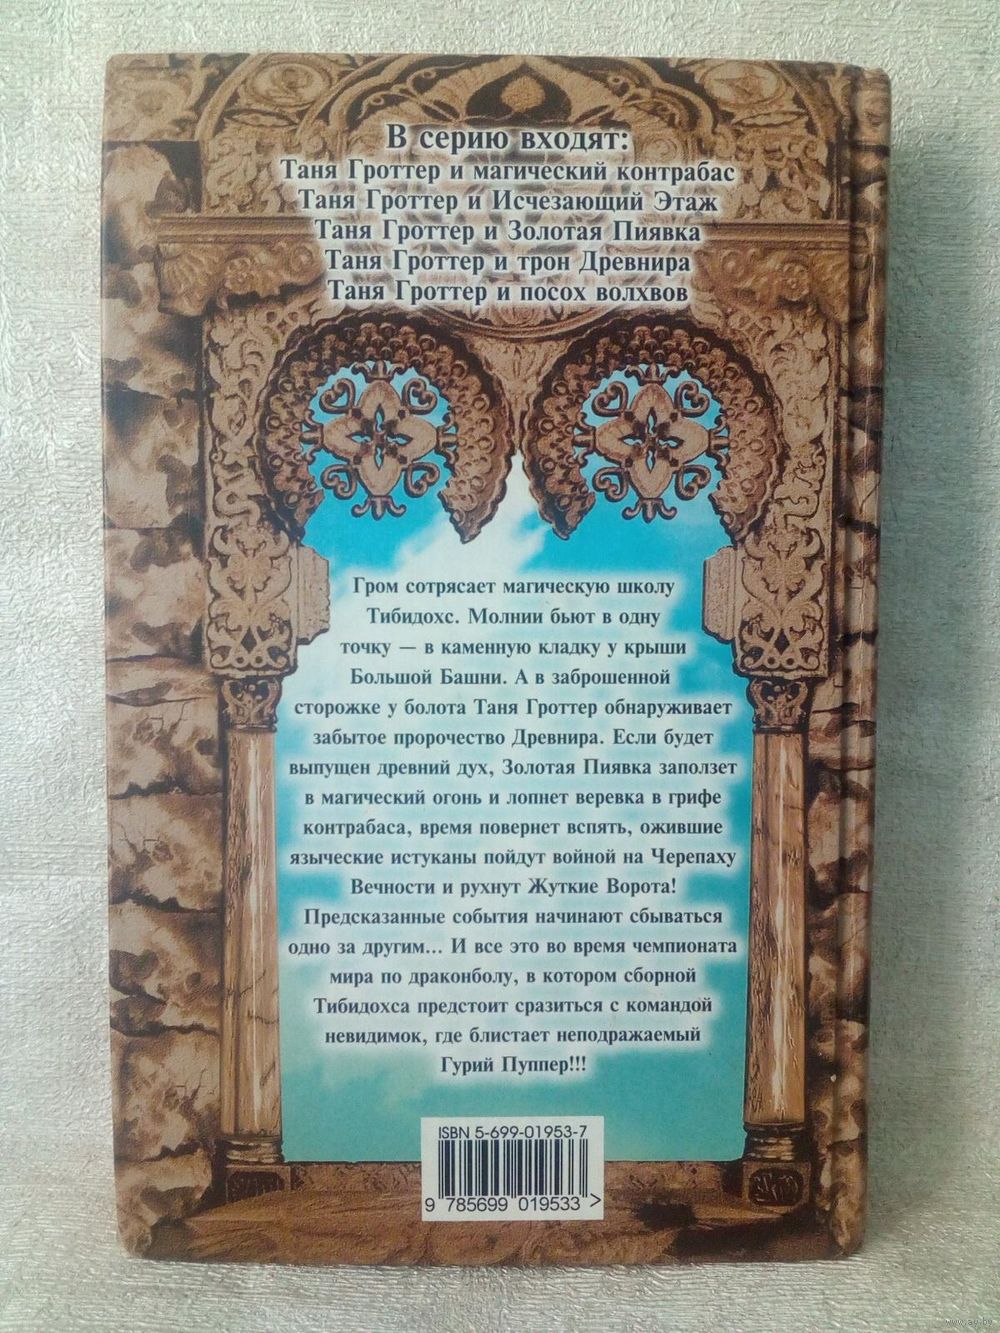 В серию входят:
Таня Гроттер и магический контрабас
Таня Гроттер и Исчезающий Этаж
Таня Гроттер и Золотая Пиявка
Таня Гроттер и трон Древнира
Таня Гроттер и посох волхвов
Гром сотрясает магическую школу
Тибидохс. Молнии бьют в одну
точку — в каменную кладку у крыши
Большой Башни. А в заброшенной
сторожке у болота Таня Гроттер обнаруживает
забытое пророчество Древнира. Если будет
выпущен древний дух, Золотая Пиявка заползет
в магический огонь и лопнет веревка в грифе
контрабаса, время повернет вспять, ожившие
языческие истуканы пойдут войной на Черепаху
Вечности и рухнут Жуткие Ворота!
Предсказанные события начинают сбываться
одно за другим... И все это во время чемпионата
мира по драконболу, в котором сборной
Тибидохса предстоит сразиться с командой
невидимок, где блистает неподражаемый
Гурий Пуппер!!!
ISBN 5-699-01953-7
9 785699 019533 >
www.ay.by